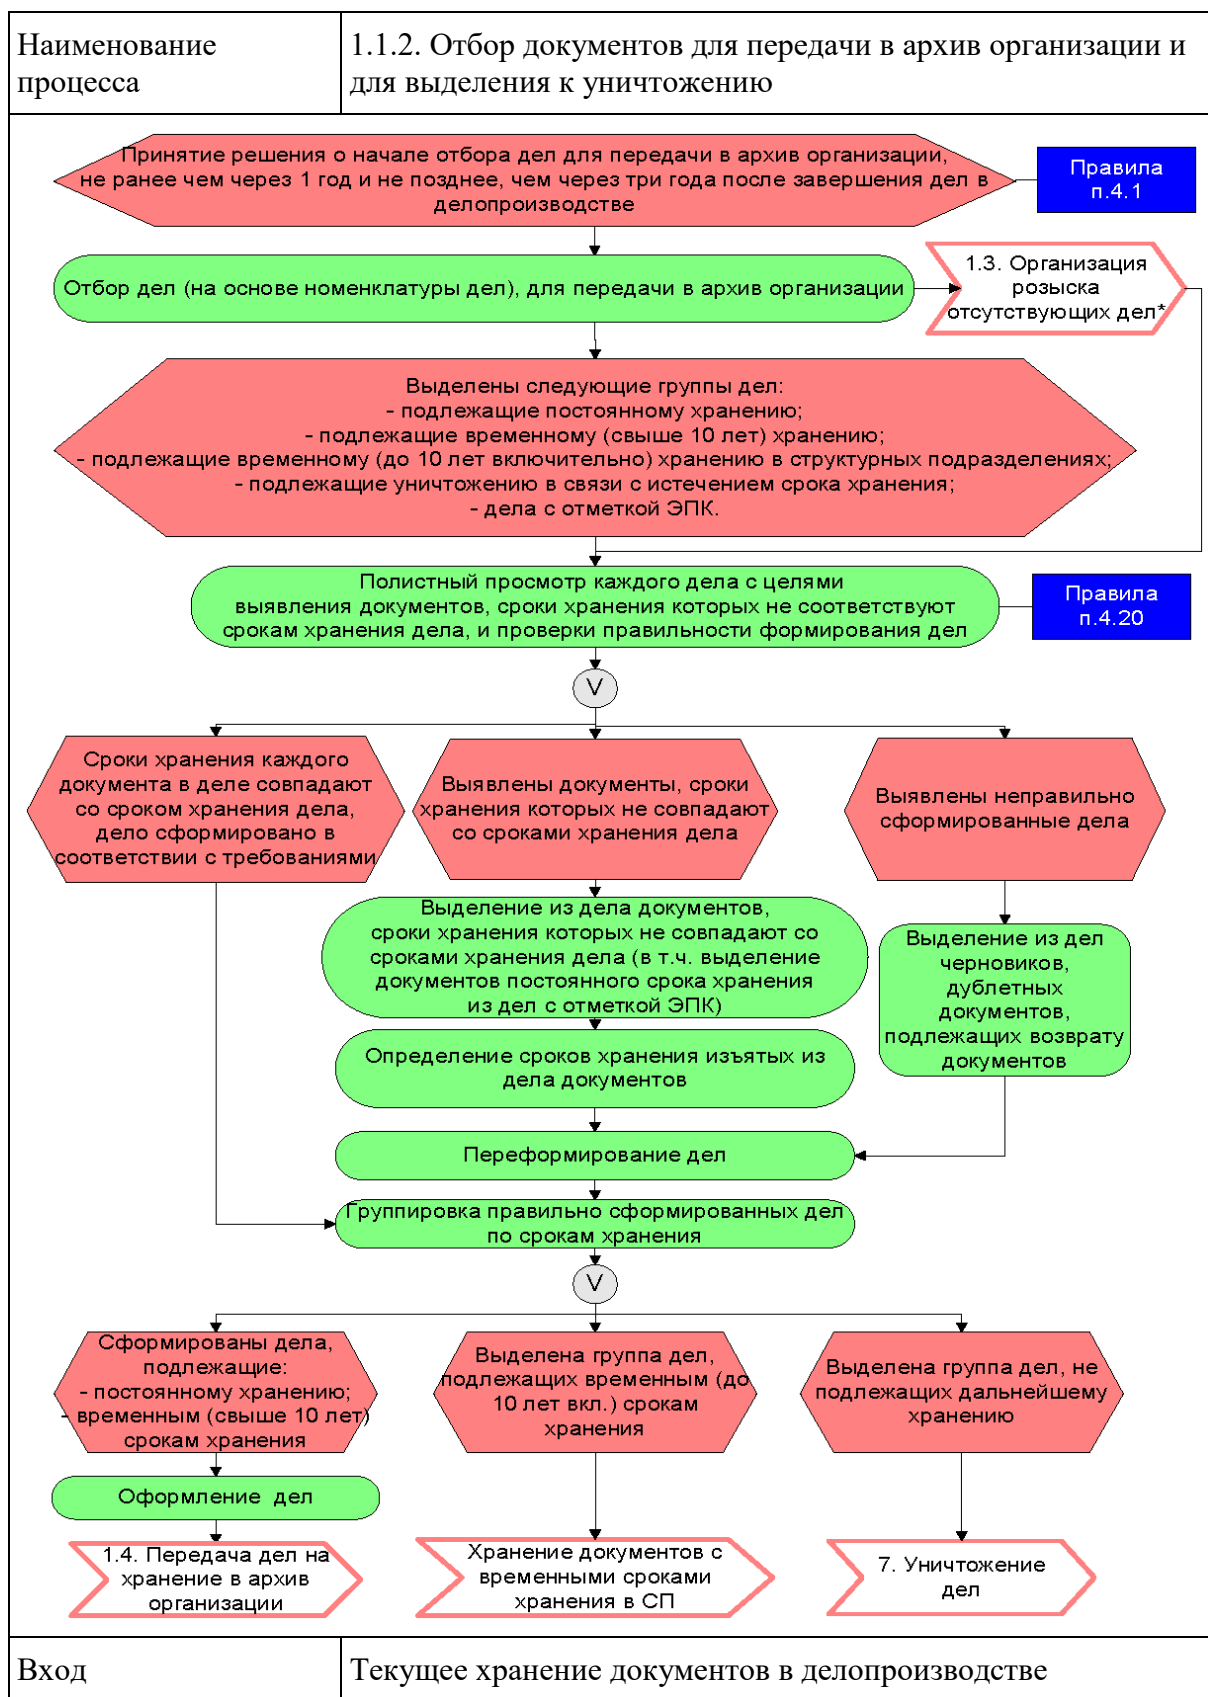 Наименование
процесса
1.1.2. Отбор документов для передачи в архив организации и
для выделения к уничтожению
Принятие решения о начале отбора дел для передачи в архив организации,
не ранее чем через 1 год и не позднее, чем через три года после завершения дел в
делопроизводстве
Правила
п.4.1
Отбор дел (на основе номенклатуры дел), для передачи в архив организации
1.3. Организация
розыска
отсутствующих дел*
Выделены следующие группы дел:
- подлежащие постоянному хранению;
- подлежащие временному (свыше 10 лет) хранению;
- подлежащие временному (до 10 лет включительно) хранению в структурных подразделениях;
- подлежащие уничтожению в связи с истечением срока хранения;
- дела с отметкой ЭПК.
Полистный просмотр каждого дела с целями
выявления документов, сроки хранения которых не соответствуют
срокам хранения дела, и проверки правильности формирования дел
Правила
п.4.20
V
Сроки хранения каждого
документа в деле совпадают
со сроком хранения дела,
дело сформировано в
соответствии с требованиями
Выявлены документы, сроки
хранения которых не совпадают
со сроками хранения дела
Выявлены неправильно
сформированные дела
Выделение из дела документов,
сроки хранения которых не совпадают со
сроками хранения дела (в т.ч. выделение
документов постоянного срока хранения
из дел с отметкой ЭПК)
Выделение из дел
черновиков,
дублетных
документов,
подлежащих возврату
документов
Определение сроков хранения изъятых из
дела документов
Переформирование дел
Группировка правильно сформированных дел
по срокам хранения
V
Сформированы дела,
подлежащие:
- постоянному хранению;
- временным (свыше 10 лет)
срокам хранения
Выделена группа дел,
подлежащих временным (до
10 лет вкл.) срокам
хранения
Выделена группа дел, не
подлежащих дальнейшему
хранению
Оформление дел
1.4. Передача дел на
хранение в архив
организации
Хранение документов с
временными сроками
хранения в СП
7. Уничтожение
дел
Вход
Текущее хранение документов в делопроизводстве